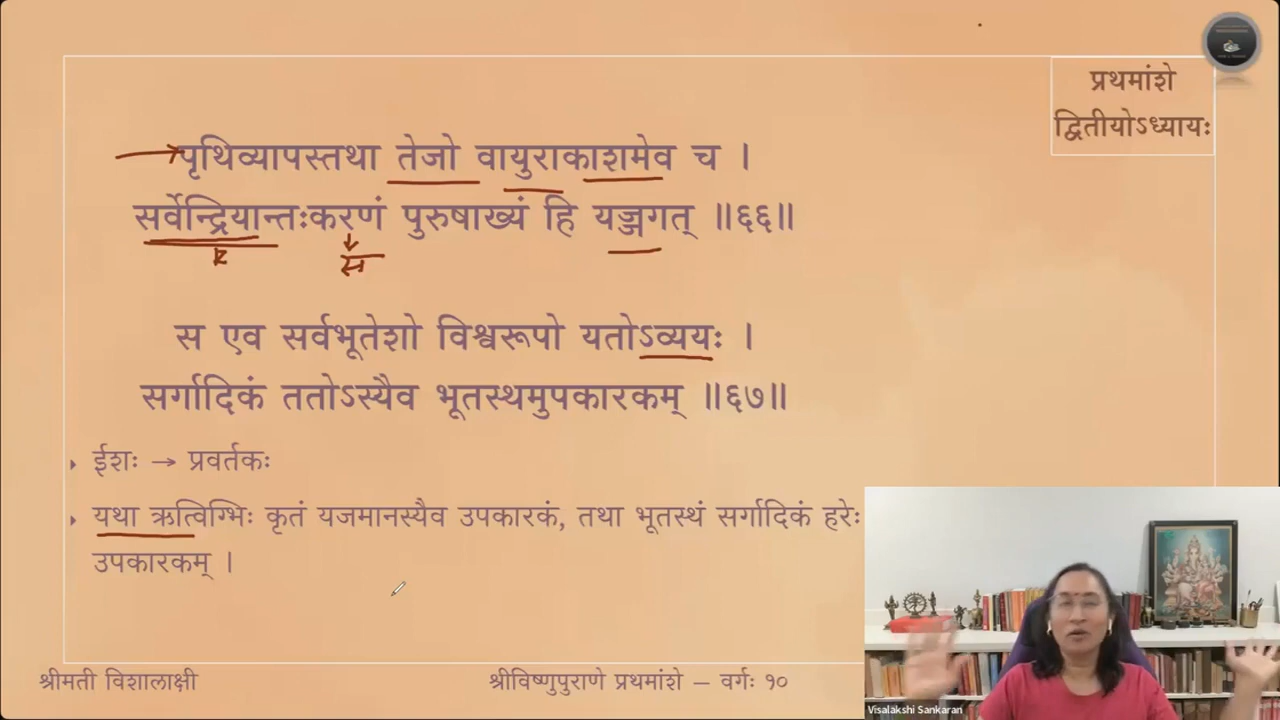 प्रथमांशे
द्वितीयोऽध्यायः
पृथिव्यापस्तथा तेजो वायुराकाशमेव च ।
सर्वेन्द्रियान्तःकरणं पुरुषाख्यं हि यज्जगत् ॥६६॥
स एव सर्वभूतेशो विश्वरूपो यतोऽव्ययः ।
सर्गादिकं ततोऽस्यैव भूतस्थमुपकारकम् ॥६७॥
ईशः → प्रवर्तकः
यथा ऋत्विग्भिः कृतं यजमानस्यैव उपकारकं, तथा भूतस्थं सर्गादिकं हरेः
उपकारकम् ।
श्रीमती विशालाक्षी
श्रीविष्णुपुराणे प्रथमांशे – वर्गः १०
Visalakshi Sankaran